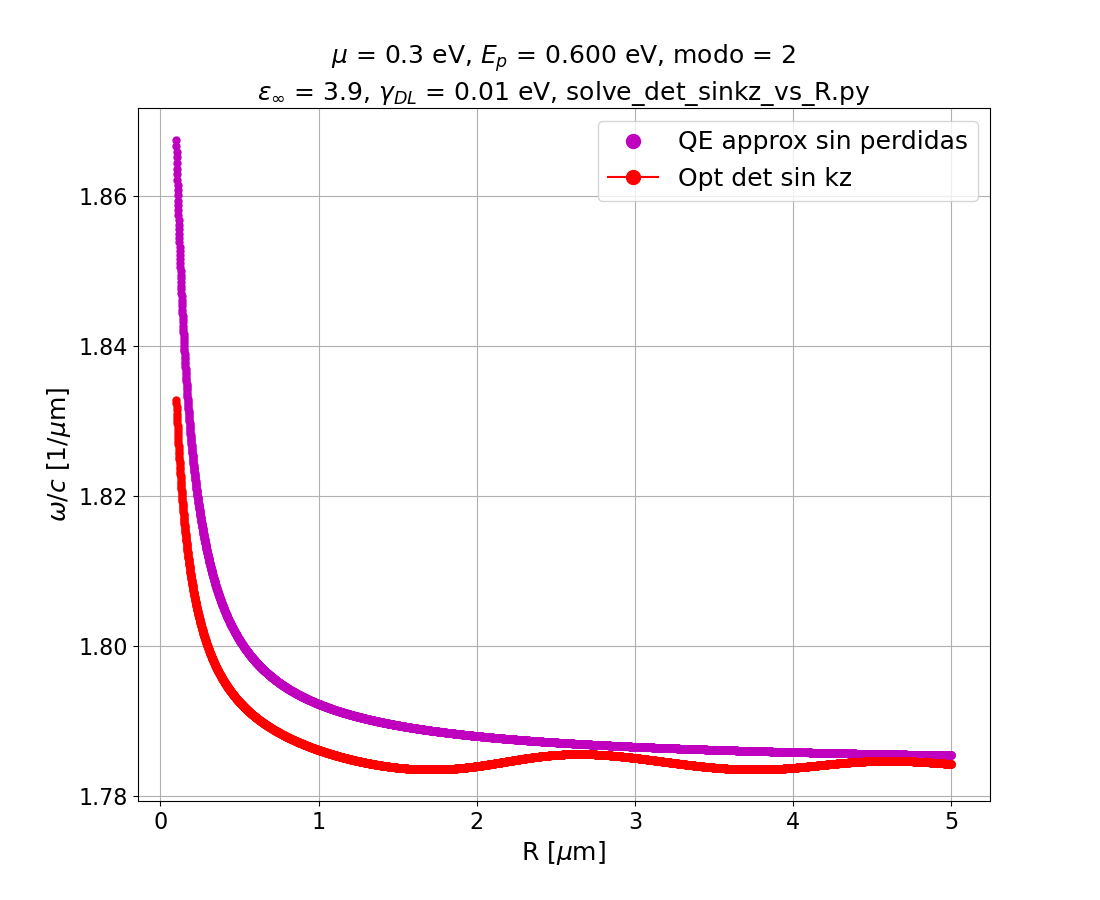 μ = 0.3 eV, E_p = 0.600 eV, modo = 2
ε_∞ = 3.9, γ_DL = 0.01 eV, solve_det_sinkz_vs_R.py
QE approx sin perdidas
Opt det sin kz
1.86
1.84
1.82
1.80
1.78
ω/c [1/μm]
0 1 2 3 4 5
R [μm]